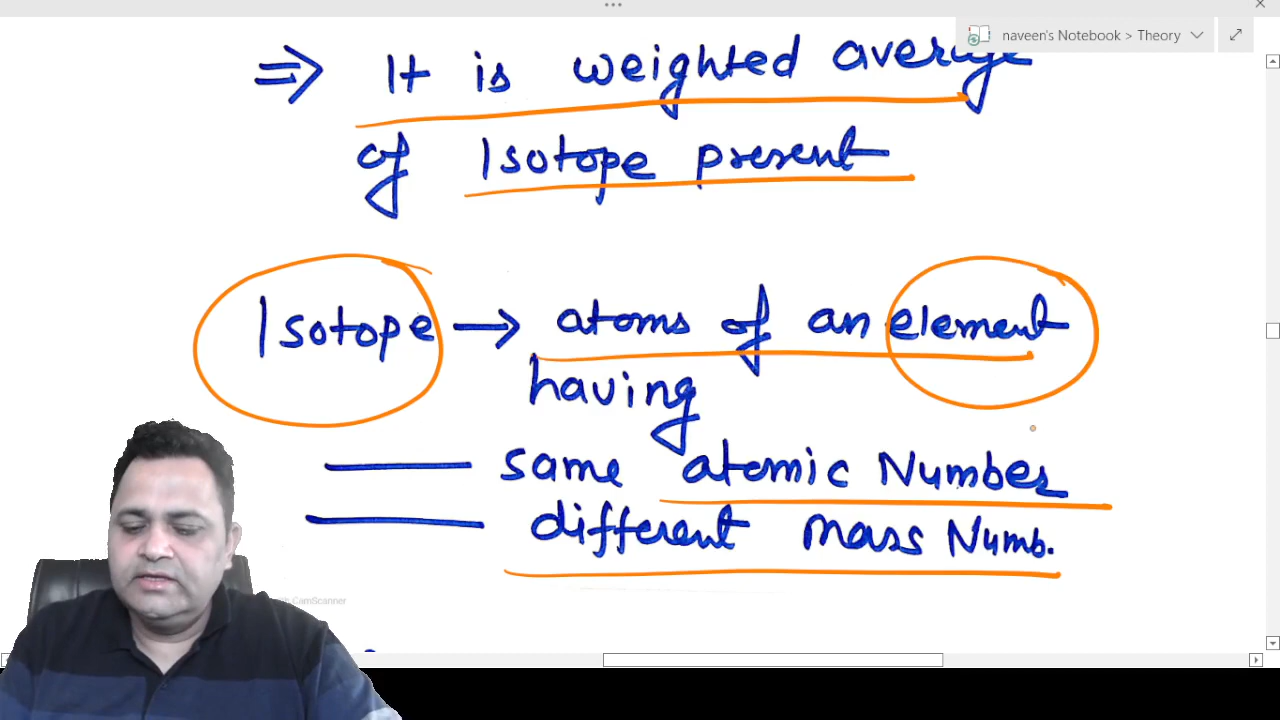 naveen's Notebook > Theory
⇒ It is weighted average
of Isotope present
Isotope → atoms of an element
having
same atomic Number
different mass Numb.
CamScanner